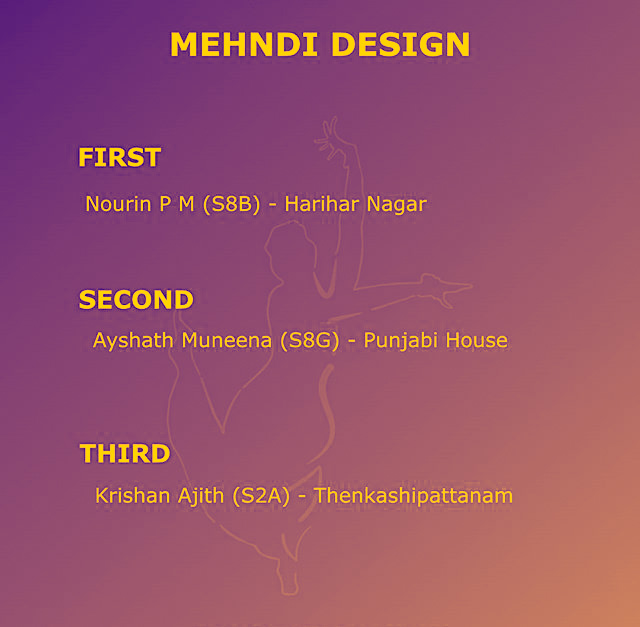 MEHNDI DESIGN
FIRST
Nourin P M (S8B) - Harihar Nagar
SECOND
Ayshath Muneena (S8G) - Punjabi House
THIRD
Krishan Ajith (S2A) - Thenkashipattanam